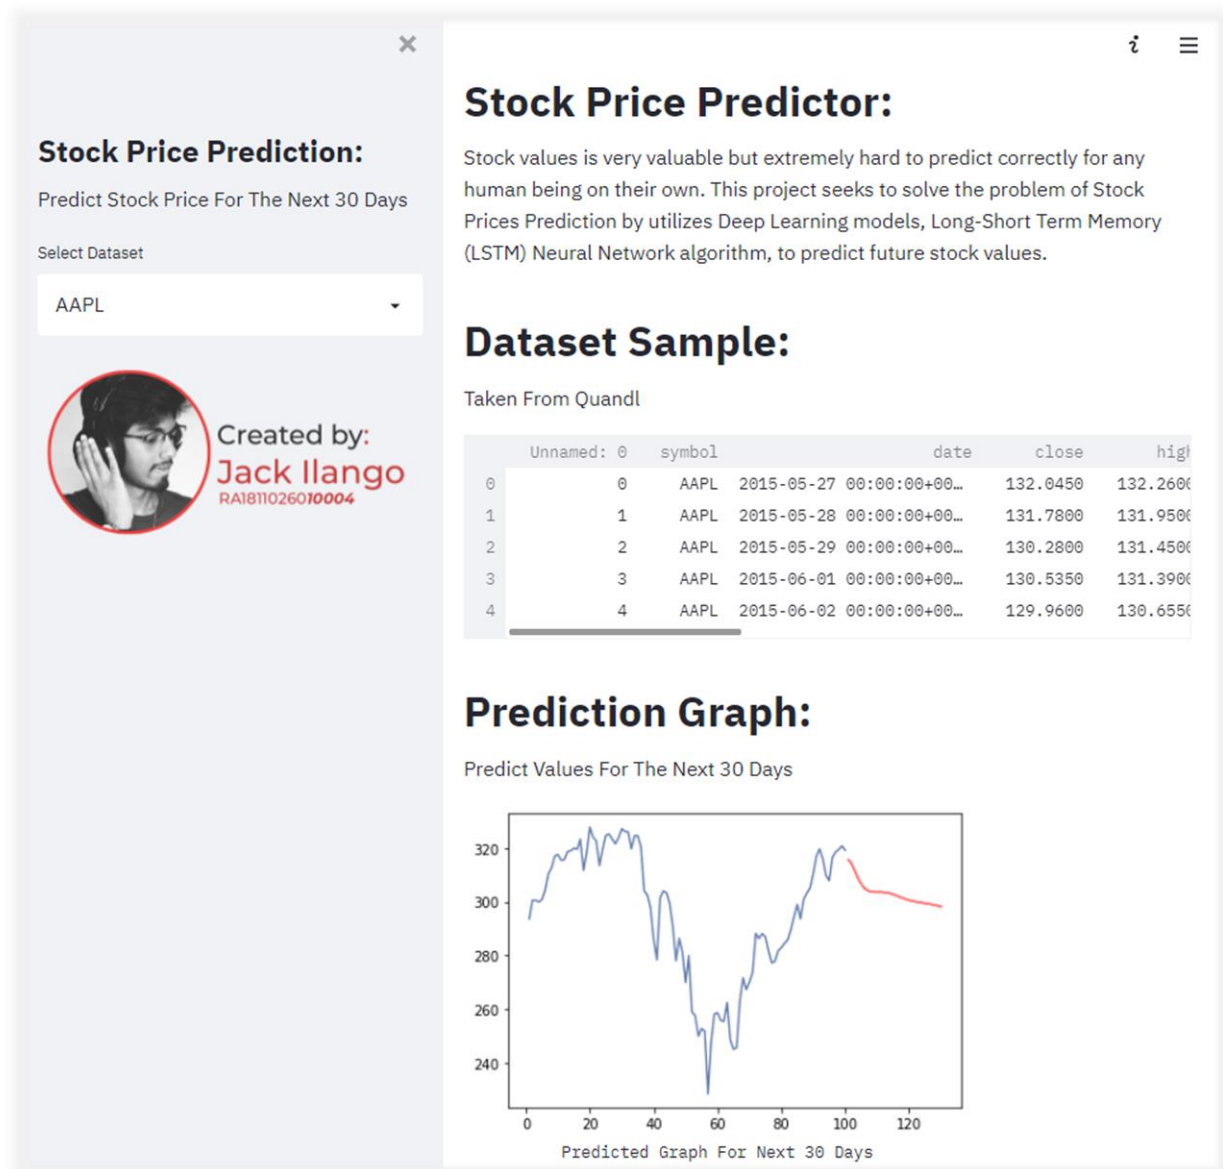 Stock Price Prediction:
Predict Stock Price For The Next 30 Days
Select Dataset
AAPL
Created by:
Jack Ilango
RA1811026010004
Stock Price Predictor:
Stock values is very valuable but extremely hard to predict correctly for any
human being on their own. This project seeks to solve the problem of Stock
Prices Prediction by utilizes Deep Learning models, Long-Short Term Memory
(LSTM) Neural Network algorithm, to predict future stock values.
Dataset Sample:
Taken From Quandl
Unnamed: 0 symbol date close high
0 0 AAPL 2015-05-27 00:00:00+00… 132.0450 132.2600
1 1 AAPL 2015-05-28 00:00:00+00… 131.7800 131.9500
2 2 AAPL 2015-05-29 00:00:00+00… 130.2800 131.4500
3 3 AAPL 2015-06-01 00:00:00+00… 130.5350 131.3900
4 4 AAPL 2015-06-02 00:00:00+00… 129.9600 130.6550
Prediction Graph:
Predict Values For The Next 30 Days
320
300
280
260
240
0 20 40 60 80 100 120
Predicted Graph For Next 30 Days